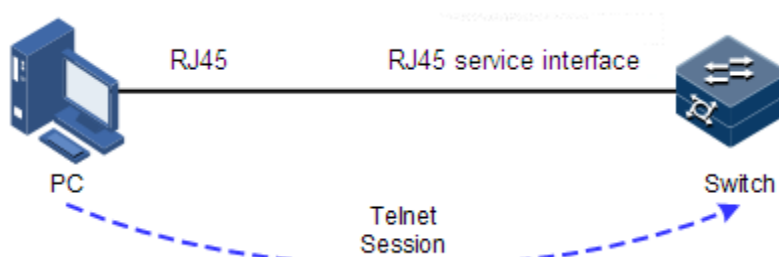 RJ45
RJ45 service interface
PC
Switch
Telnet
Session